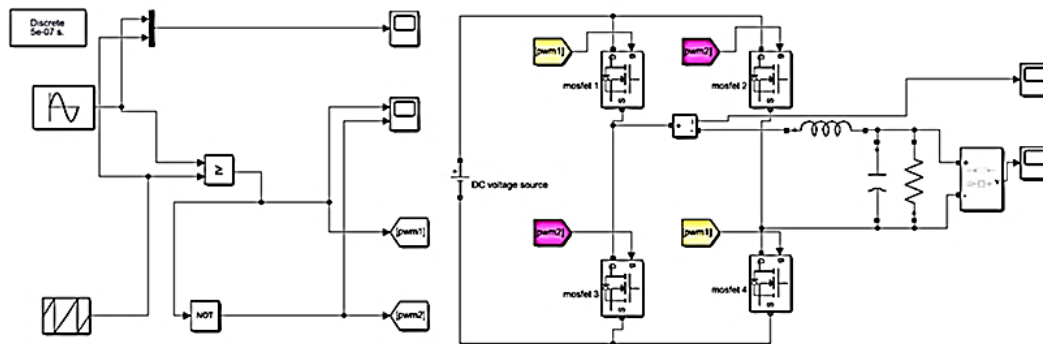 Discrete
5e-07 s.
≥
NOT
[pwm1]
[pwm2]
DC voltage source
[pwm1]
mosfet 1
[pwm2]
mosfet 2
[pwm2]
mosfet 3
[pwm1]
mosfet 4